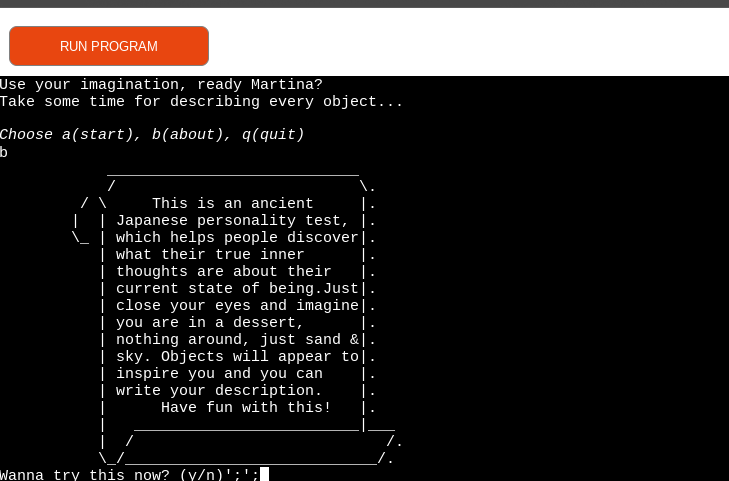 RUN PROGRAM
Use your imagination, ready Martina?
Take some time for describing every object...
Choose a(start), b(about), q(quit)
b
This is an ancient
Japanese personality test,
which helps people discover
what their true inner
thoughts are about their
current state of being.Just
close your eyes and imagine
you are in a dessert,
nothing around, just sand &
sky. Objects will appear to
inspire you and you can
write your description.
Have fun with this!
Wanna try this now? (y/n)';';